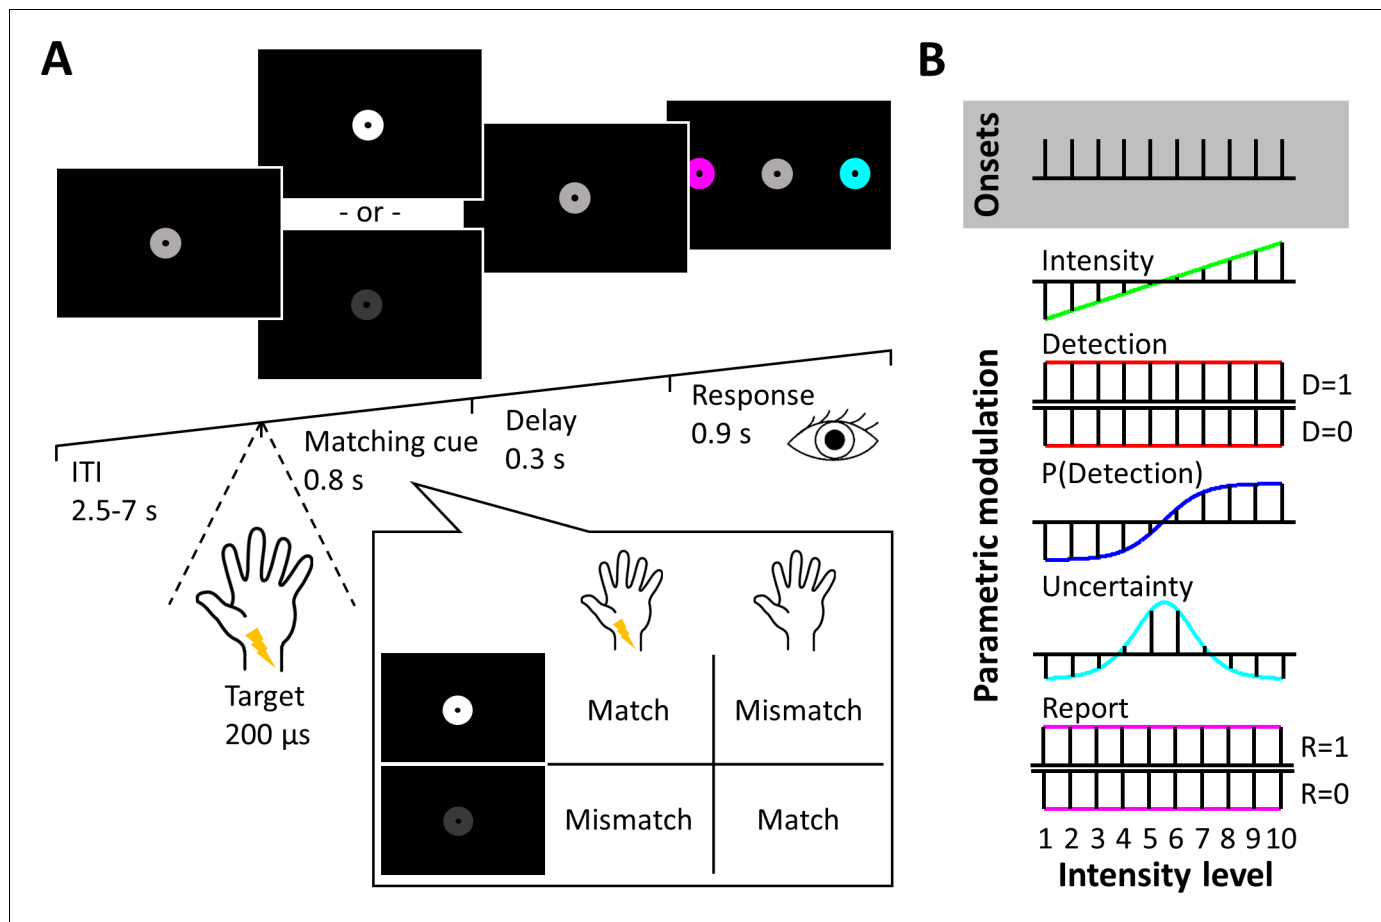 A
- or -
ITI
2.5-7 s
Matching cue
0.8 s
Delay
0.3 s
Response
0.9 s
Target
200 µs
Match
Mismatch
Mismatch
Match
B
Onsets
Parametric modulation
Intensity
Detection
D=1
D=0
P(Detection)
Uncertainty
Report
R=1
R=0
1 2 3 4 5 6 7 8 9 10
Intensity level